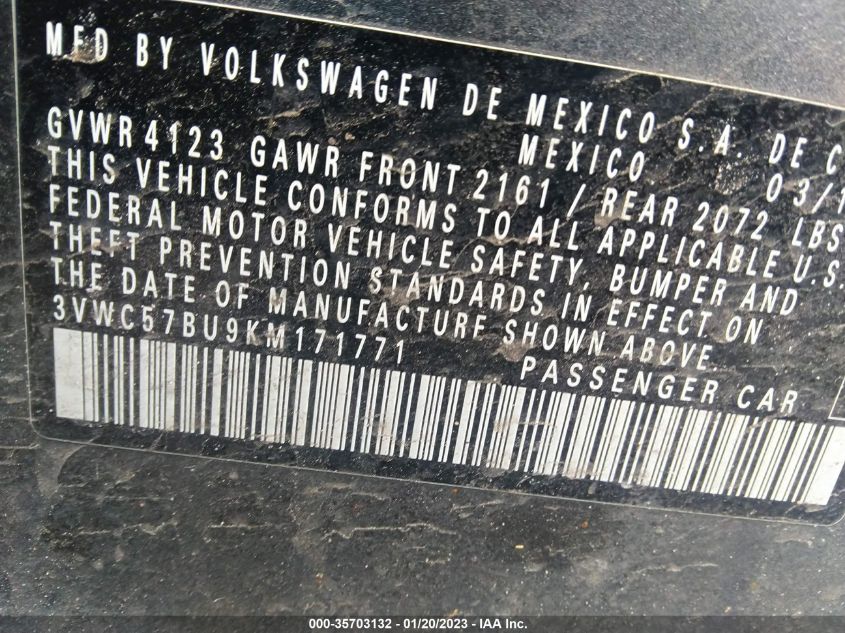 MFD BY VOLKSWAGEN DE MEXICO S.A. DE C
MEXICO 03/1
GVWR 4123 GAWR FRONT 2161 / REAR 2072 LBS
THIS VEHICLE CONFORMS TO ALL APPLICABLE U.S.
FEDERAL MOTOR VEHICLE SAFETY, BUMPER AND
THEFT PREVENTION STANDARDS IN EFFECT ON
THE DATE OF MANUFACTURE SHOWN ABOVE
3VWC57BU9KM171771 PASSENGER CAR
000-35703132 - 01/20/2023 - IAA Inc.